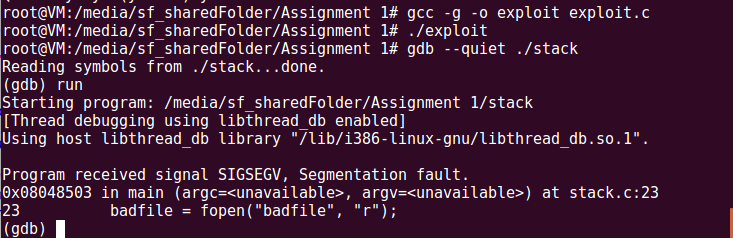 root@VM:/media/sf_sharedFolder/Assignment 1# gcc -g -o exploit exploit.c
root@VM:/media/sf_sharedFolder/Assignment 1# ./exploit
root@VM:/media/sf_sharedFolder/Assignment 1# gdb --quiet ./stack
Reading symbols from ./stack...done.
(gdb) run
Starting program: /media/sf_sharedFolder/Assignment 1/stack
[Thread debugging using libthread_db enabled]
Using host libthread_db library "/lib/i386-linux-gnu/libthread_db.so.1".

Program received signal SIGSEGV, Segmentation fault.
0x08048503 in main (argc=<unavailable>, argv=<unavailable>) at stack.c:23
23          badfile = fopen("badfile", "r");
(gdb)